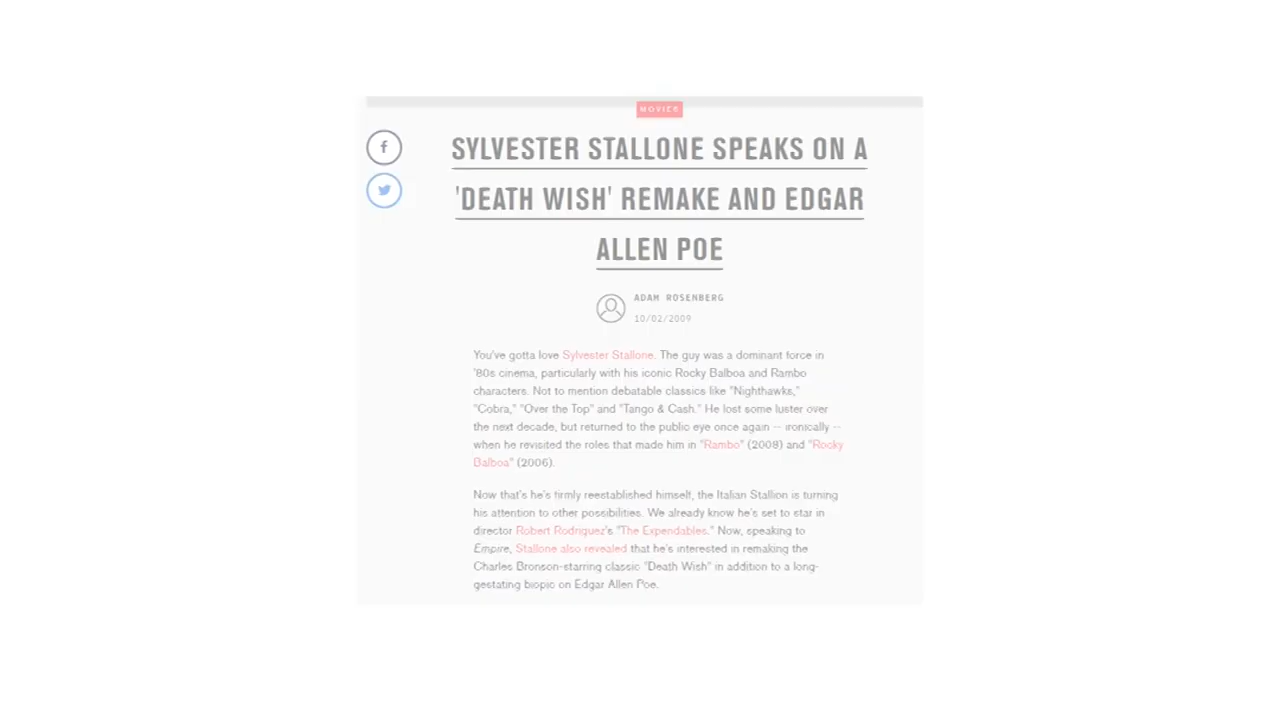 MOVIES
SYLVESTER STALLONE SPEAKS ON A
'DEATH WISH' REMAKE AND EDGAR
ALLEN POE
ADAM ROSENBERG
10/02/2009
You've gotta love Sylvester Stallone. The guy was a dominant force in
'80s cinema, particularly with his iconic Rocky Balboa and Rambo
characters. Not to mention debatable classics like "Nighthawks,"
"Cobra," "Over the Top" and "Tango & Cash." He lost some luster over
the next decade, but returned to the public eye once again -- ironically --
when he revisited the roles that made him in "Rambo" (2008) and "Rocky
Balboa" (2006).
Now that's he's firmly reestablished himself, the Italian Stallion is turning
his attention to other possibilities. We already know he's set to star in
director Robert Rodriguez's "The Expendables." Now, speaking to
Empire, Stallone also revealed that he's interested in remaking the
Charles Bronson-starring classic "Death Wish" in addition to a long-
gestating biopic on Edgar Allen Poe.